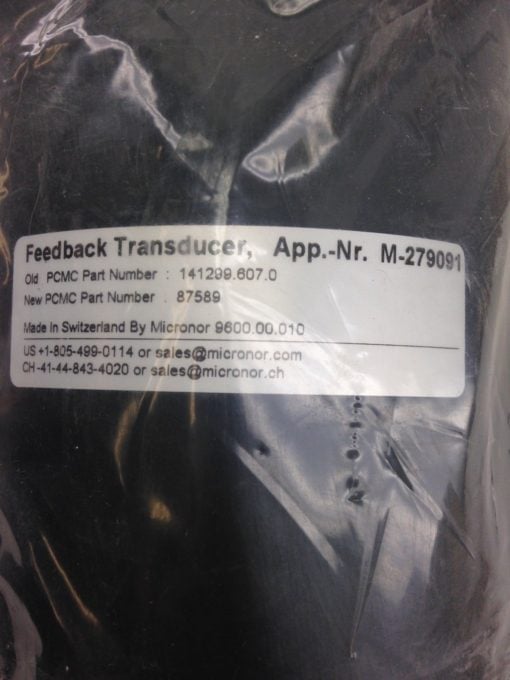 Feedback Transducer, App.-Nr. M-279091
Old PCMC Part Number : 141299.607.0
New PCMC Part Number : 87589
Made in Switzerland By Micronor 9600.00.010
US +1-805-499-0114 or sales@micronor.com
CH -41-44-843-4020 or sales@micronor.ch